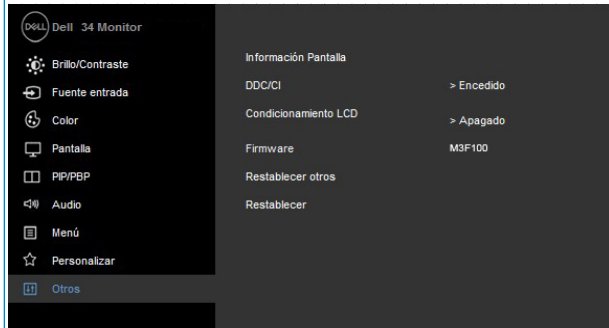 DELL Dell 34 Monitor
Brillo/Contraste
Fuente entrada
Color
Pantalla
PIP/PBP
Audio
Menú
Personalizar
Otros
Información Pantalla
DDC/CI > Encedido
Condicionamiento LCD > Apagado
Firmware M3F100
Restablecer otros
Restablecer